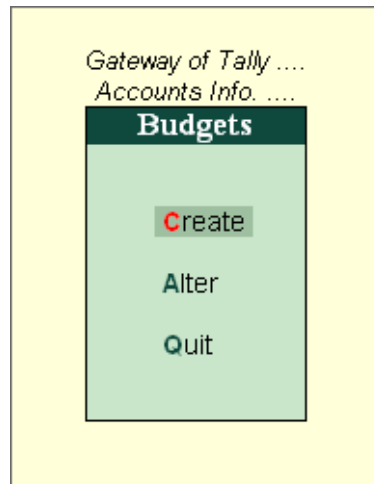 Gateway of Tally ....
Accounts Info. ....
Budgets
Create
Alter
Quit